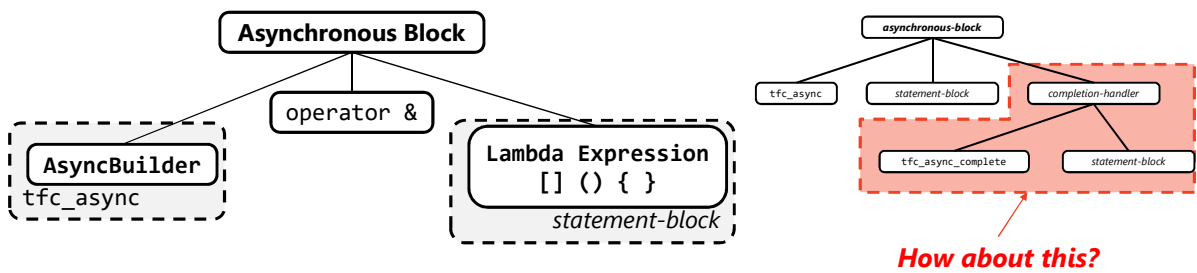 Asynchronous Block
operator &
AsyncBuilder
tfc_async
Lambda Expression
[] () { }
statement-block
asynchronous-block
tfc_async
statement-block
completion-handler
tfc_async_complete
statement-block
How about this?